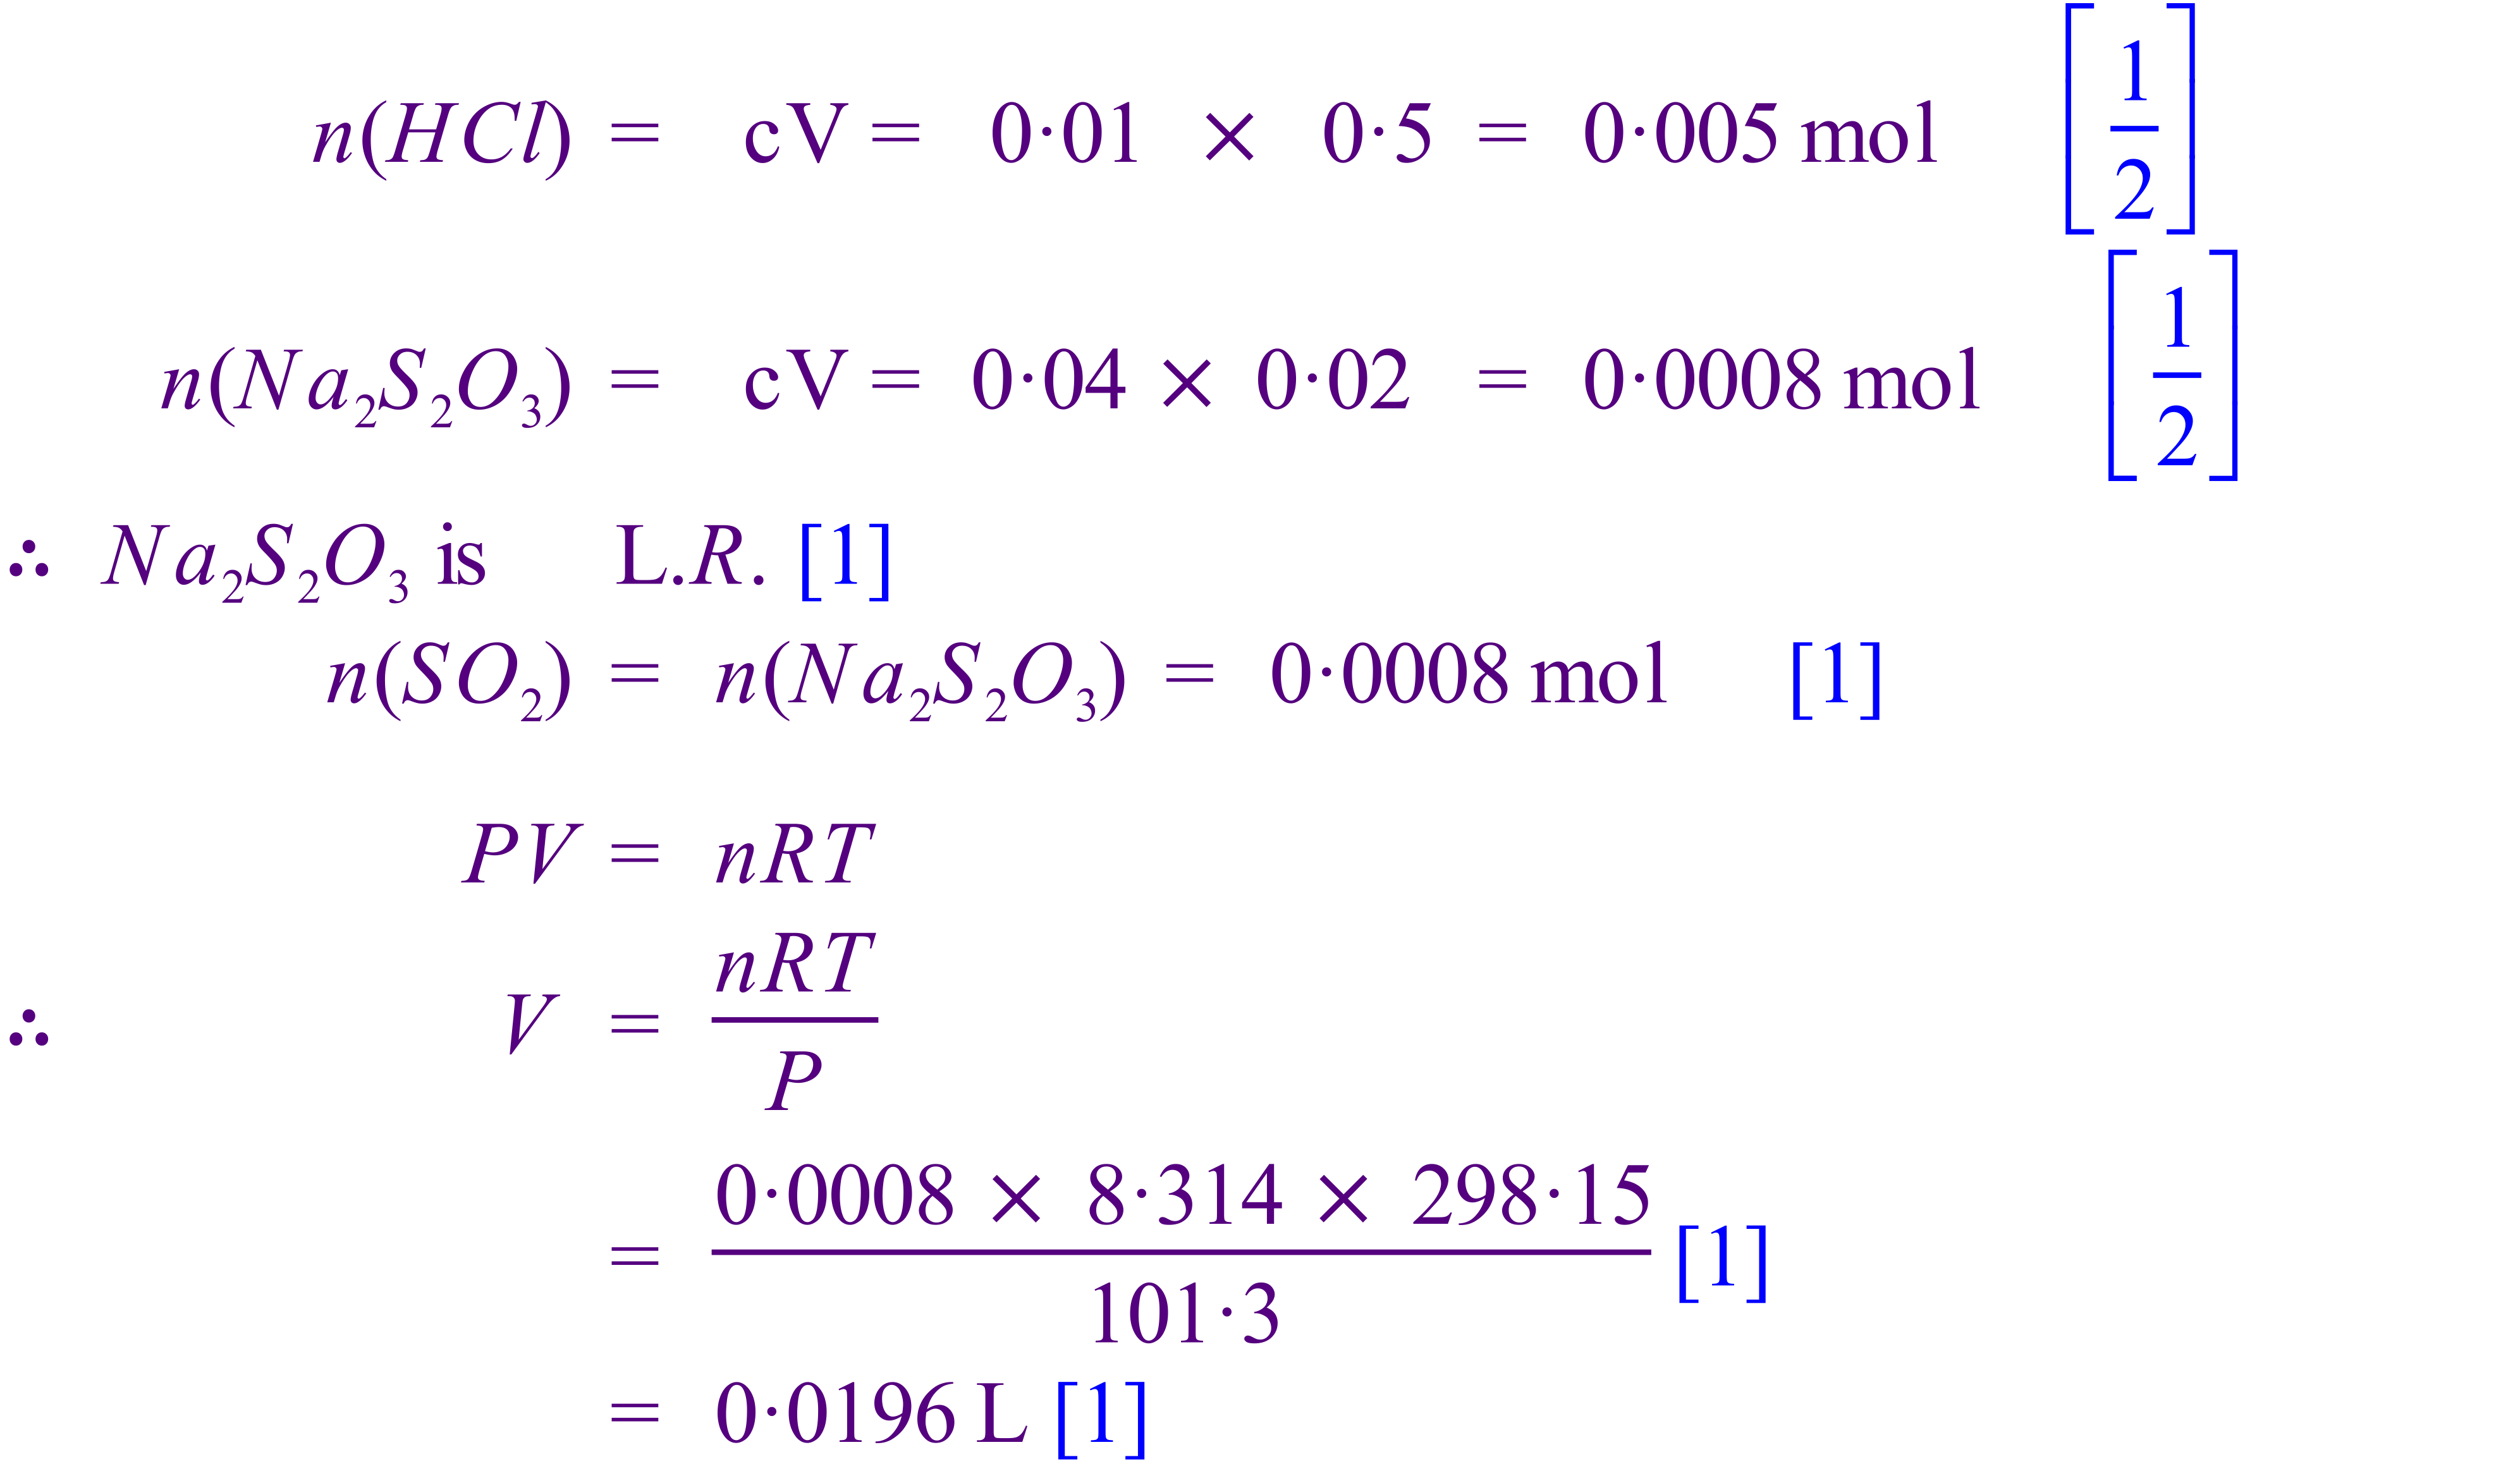 n(HCl) = cV = 0·01 × 0·5 = 0·005 mol [1/2]
n(Na₂S₂O₃) = cV = 0·04 × 0·02 = 0·0008 mol [1/2]
∴ Na₂S₂O₃ is L.R. [1]
n(SO₂) = n(Na₂S₂O₃) = 0·0008 mol [1]
PV = nRT
∴ V = nRT/P
= (0·0008 × 8·314 × 298·15)/101·3 [1]
= 0·0196 L [1]